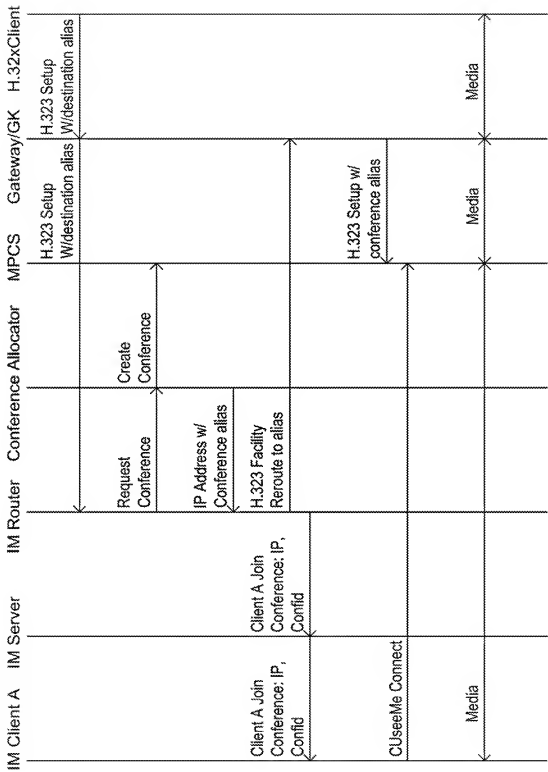 IM Client A
IM Server
IM Router
Conference Allocator
MPCS
Gateway/GK
H.32xClient
H.323 Setup
W/destination alias
H.323 Setup
W/destination alias
Request
Conference
Create
Conference
IP Address w/
Conference alias
H.323 Facility
Reroute to alias
Client A Join
Conference: IP,
Confid
Client A Join
Conference: IP,
Confid
H.323 Setup w/
conference alias
CUseeMe Connect
Media
Media
Media